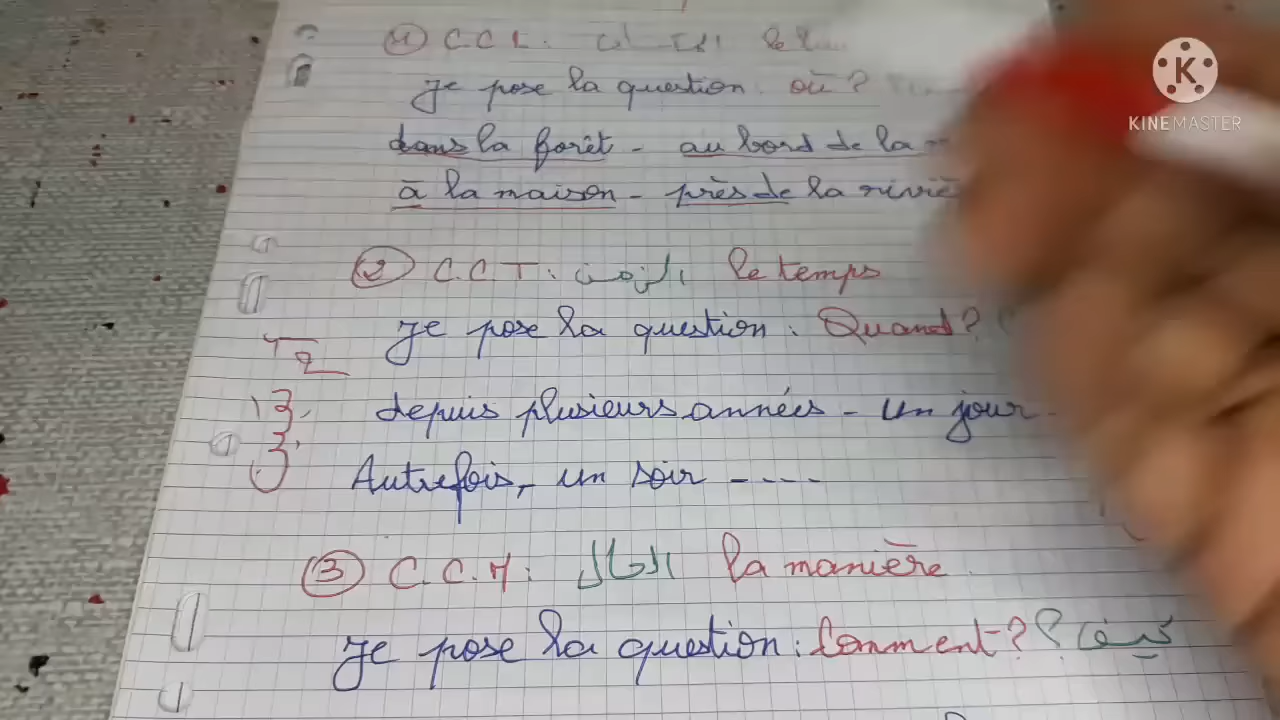 1 C.C L. le
Je pose la question. où?
dans la forêt - au bord de la
à la maison - près de la
2 C.C T: الزمن le temps
Je pose la question: Quand?
depuis plusieurs années - un jour -
Autrefois, - un soir ----
3 C.C.M: الحال la manière.
Je pose la question: Comment? كيف؟
KINEMASTER